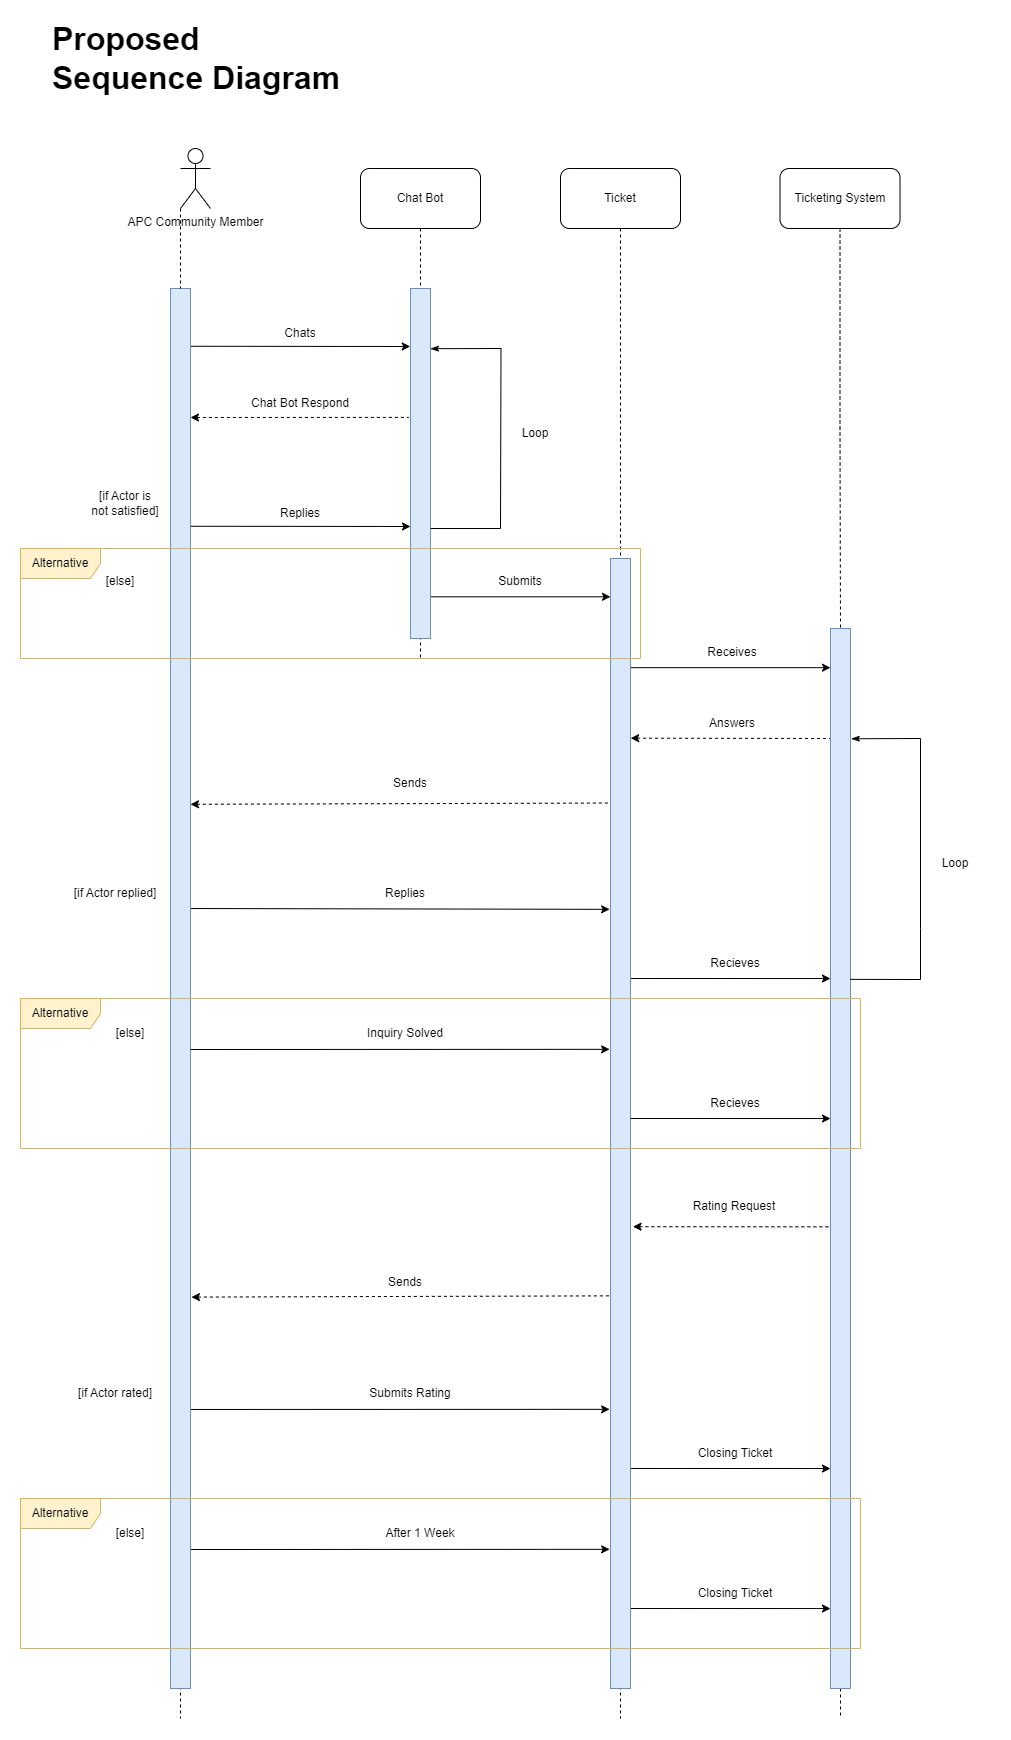 Proposed
Sequence Diagram
APC Community Member
Chat Bot
Ticket
Ticketing System
Chats
Chat Bot Respond
Loop
[if Actor is
not satisfied]
Replies
Alternative
[else]
Submits
Receives
Answers
Sends
Loop
[if Actor replied]
Replies
Recieves
Alternative
[else]
Inquiry Solved
Recieves
Rating Request
Sends
[if Actor rated]
Submits Rating
Closing Ticket
Alternative
[else]
After 1 Week
Closing Ticket